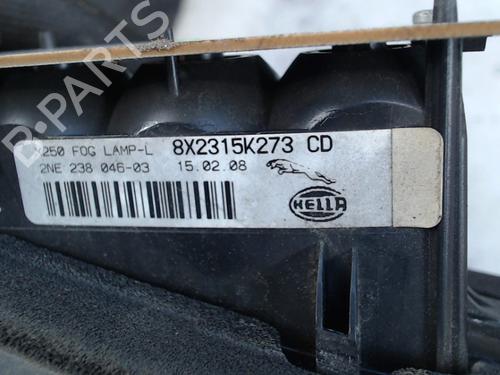 X250 FOG LAMP-L 8X2315K273 CD
2NE 238 046-03 15.02.08
HELLA
B-PARTS